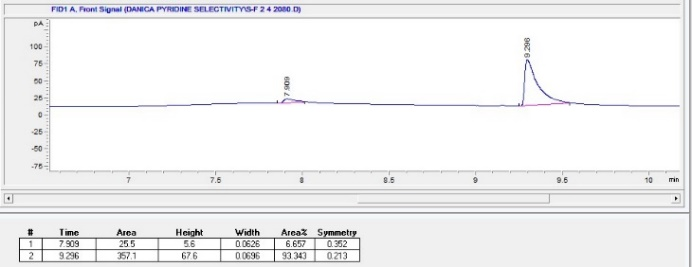 FID1 A, Front Signal (DANICA PYRIDINE SELECTIVITY\S-F 2 4 2080.D)
pA
100
75
50
25
0
-25
-50
-75
7.909
9.296
7
7.5
8
8.5
9
9.5
10
min
# Time Area Height Width Area% Symmetry
1 7.909 25.5 5.6 0.0626 6.657 0.352
2 9.296 357.1 67.6 0.0696 93.343 0.213